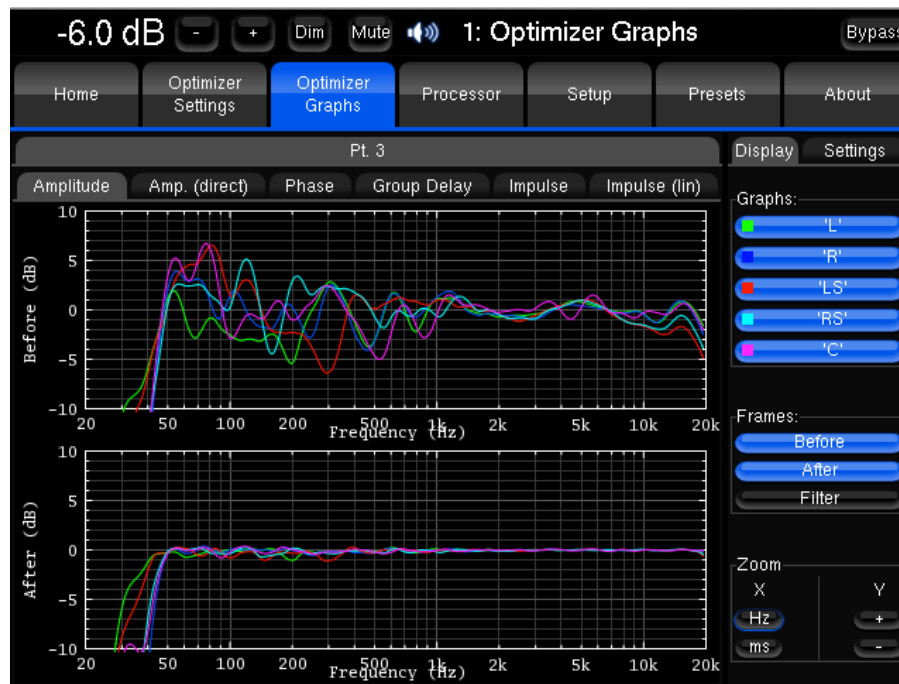 -6.0 dB - + Dim Mute 1: Optimizer Graphs Bypass
Home Optimizer Settings Optimizer Graphs Processor Setup Presets About
Pt. 3 Display Settings
Amplitude Amp. (direct) Phase Group Delay Impulse Impulse (lin)
Graphs:
'L'
'R'
'LS'
'RS'
'C'
Before (dB)
10
5
0
-5
-10
20 50 100 200 500 1k 2k 5k 10k 20k
Frequency (Hz)
Frames:
Before
After
Filter
After (dB)
10
5
0
-5
-10
20 50 100 200 500 1k 2k 5k 10k 20k
Frequency (Hz)
Zoom
X Y
Hz +
ms -